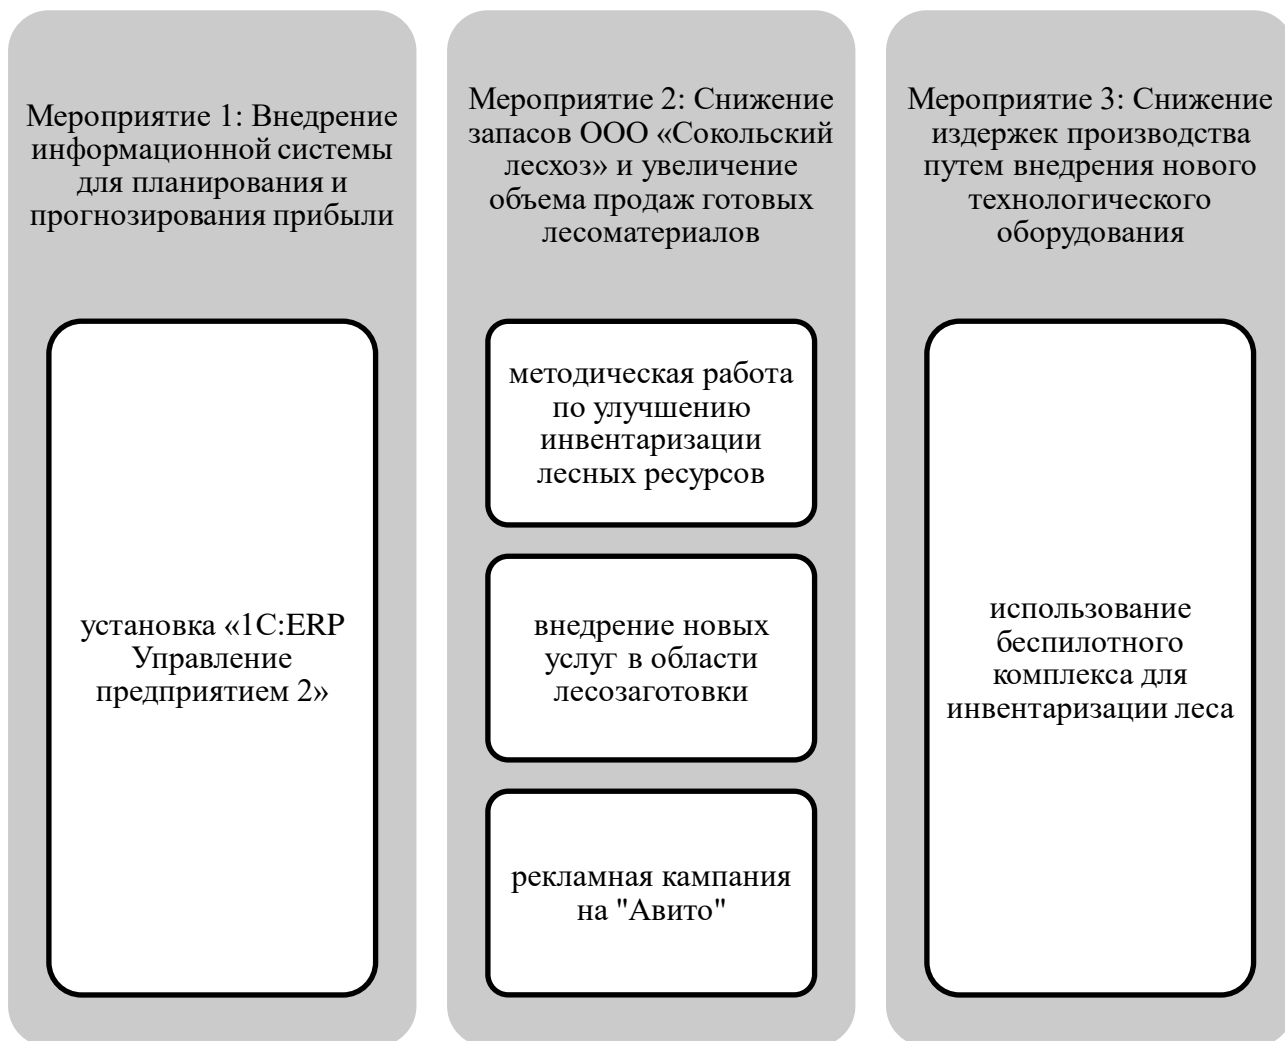 Мероприятие 1: Внедрение
информационной системы
для планирования и
прогнозирования прибыли
установка «1С:ERP
Управление
предприятием 2»
Мероприятие 2: Снижение
запасов ООО «Сокольский
лесхоз» и увеличение
объема продаж готовых
лесоматериалов
методическая работа
по улучшению
инвентаризации
лесных ресурсов
внедрение новых
услуг в области
лесозаготовки
рекламная кампания
на "Авито"
Мероприятие 3: Снижение
издержек производства
путем внедрения нового
технологического
оборудования
использование
беспилотного
комплекса для
инвентаризации леса